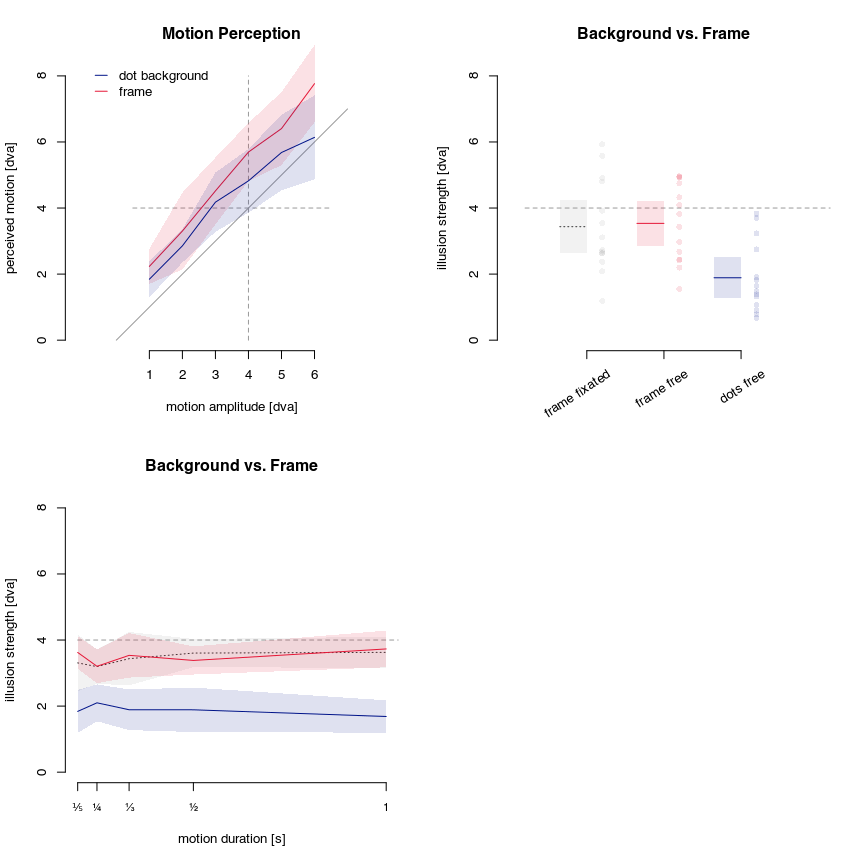 Motion Perception
dot background
frame
perceived motion [dva]
0
2
4
6
8
1 2 3 4 5 6
motion amplitude [dva]
Background vs. Frame
illusion strength [dva]
0
2
4
6
8
frame fixated
frame free
dots free
Background vs. Frame
illusion strength [dva]
0
2
4
6
8
⅕ ¼ ⅓ ½ 1
motion duration [s]